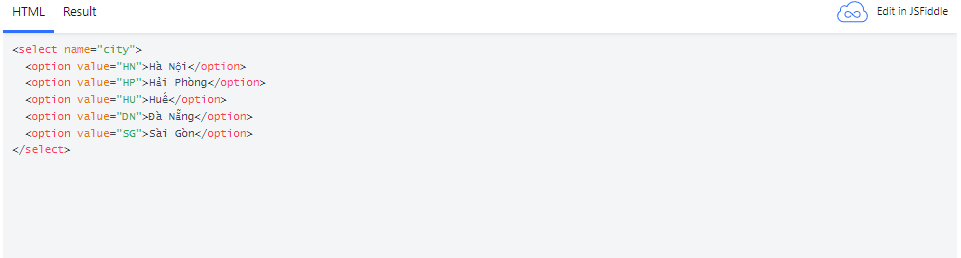 HTML Result Edit in JSFiddle
<select name="city">
<option value="HN">Hà Nội</option>
<option value="HP">Hải Phòng</option>
<option value="HU">Huế</option>
<option value="DN">Đà Nẵng</option>
<option value="SG">Sài Gòn</option>
</select>